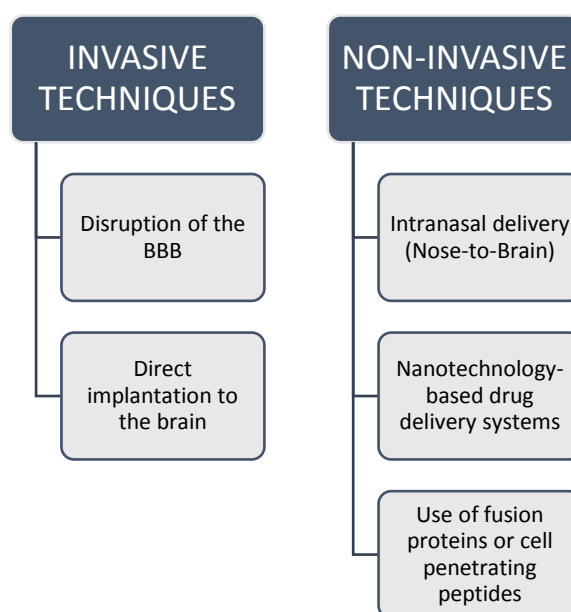 INVASIVE
TECHNIQUES
Disruption of the
BBB
Direct
implantation to
the brain
NON-INVASIVE
TECHNIQUES
Intranasal delivery
(Nose-to-Brain)
Nanotechnology-
based drug
delivery systems
Use of fusion
proteins or cell
penetrating
peptides